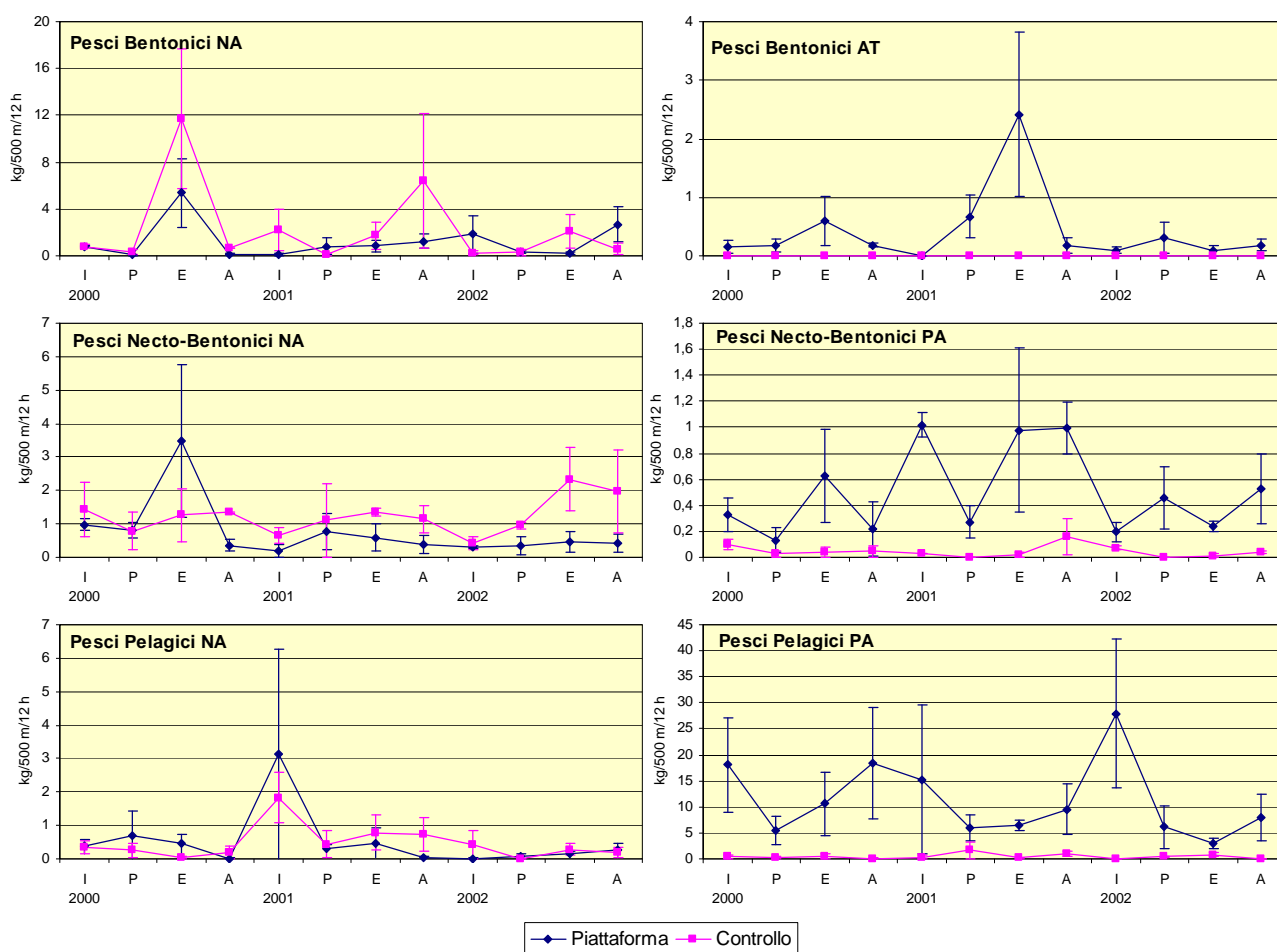 Pesci Bentonici NA
kg/500 m/12 h
20
16
12
8
4
0
I P E A I P E A I P E A
2000 2001 2002
Pesci Bentonici AT
kg/500 m/12 h
4
3
2
1
0
I P E A I P E A I P E A
2000 2001 2002
Pesci Necto-Bentonici NA
kg/500 m/12 h
7
6
5
4
3
2
1
0
I P E A I P E A I P E A
2000 2001 2002
Pesci Necto-Bentonici PA
kg/500 m/12 h
1,8
1,6
1,4
1,2
1
0,8
0,6
0,4
0,2
0
I P E A I P E A I P E A
2000 2001 2002
Pesci Pelagici NA
kg/500 m/12 h
7
6
5
4
3
2
1
0
I P E A I P E A I P E A
2000 2001 2002
Pesci Pelagici PA
kg/500 m/12 h
45
40
35
30
25
20
15
10
5
0
I P E A I P E A I P E A
2000 2001 2002
Piattaforma Controllo